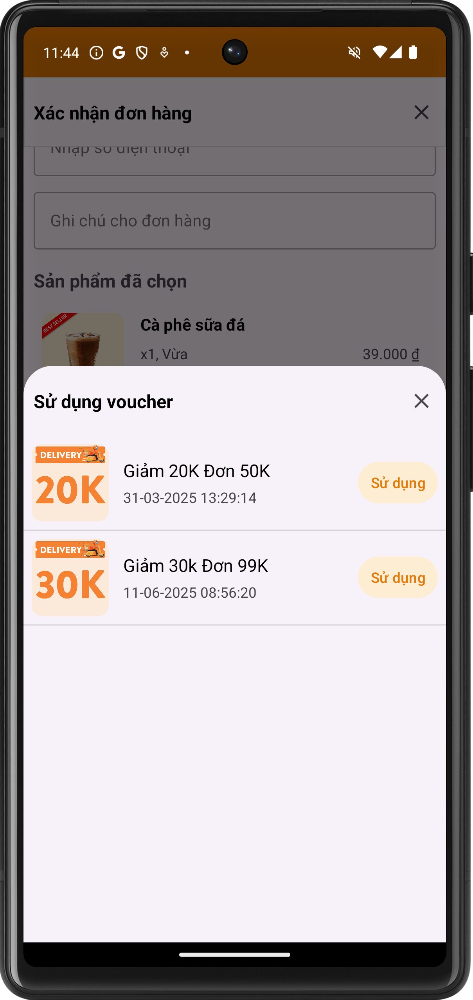 11:44
Xác nhận đơn hàng
Nhập số điện thoại
Ghi chú cho đơn hàng
Sản phẩm đã chọn
BEST SELLER
Cà phê sữa đá
x1, Vừa
39.000 ₫
Sử dụng voucher
DELIVERY
20K
Giảm 20K Đơn 50K
31-03-2025 13:29:14
Sử dụng
DELIVERY
30K
Giảm 30k Đơn 99K
11-06-2025 08:56:20
Sử dụng